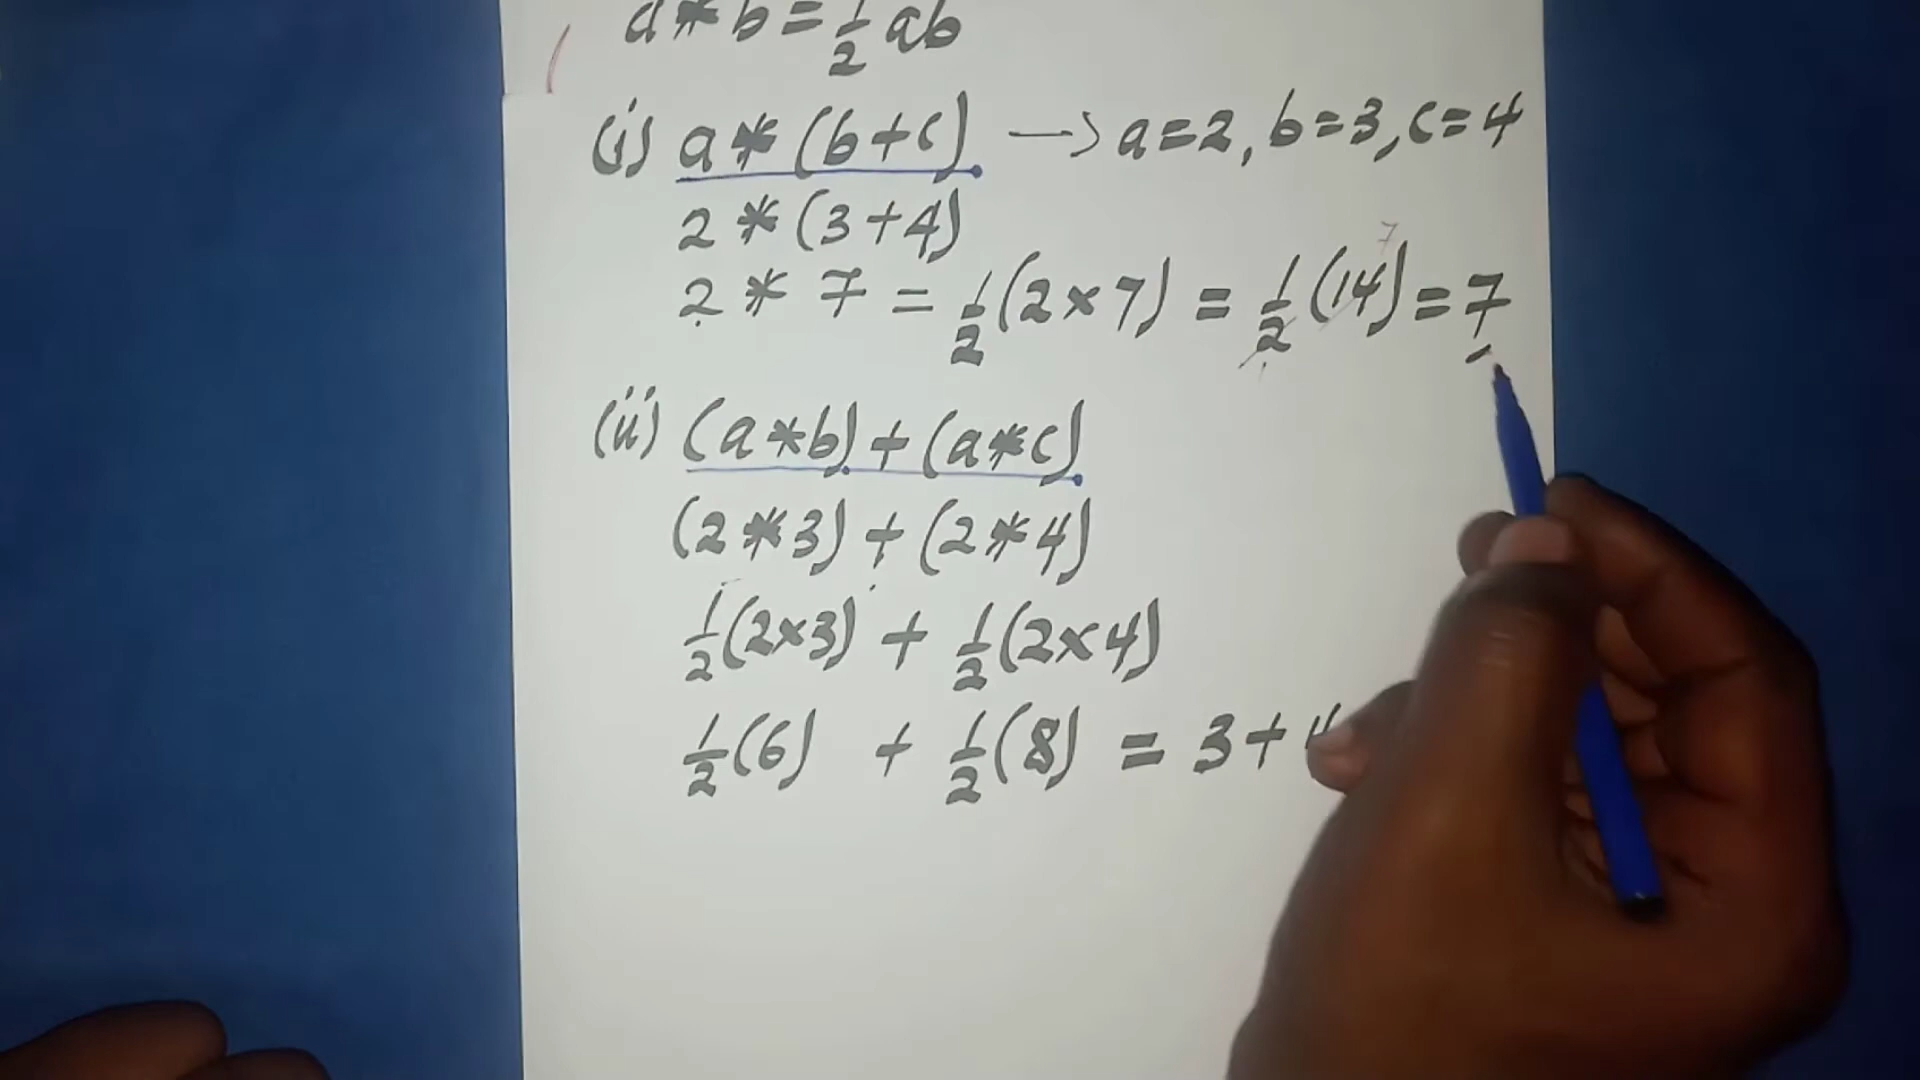 a * b = 1/2 ab
(i) a * (b+c) → a=2, b=3, c=4
2 * (3+4)
2 * 7 = 1/2 (2×7) = 1/2 (14) 7 = 7
(ii) (a*b) + (a*c)
(2*3) + (2*4)
1/2 (2×3) + 1/2 (2×4)
1/2 (6) + 1/2 (8) = 3+4